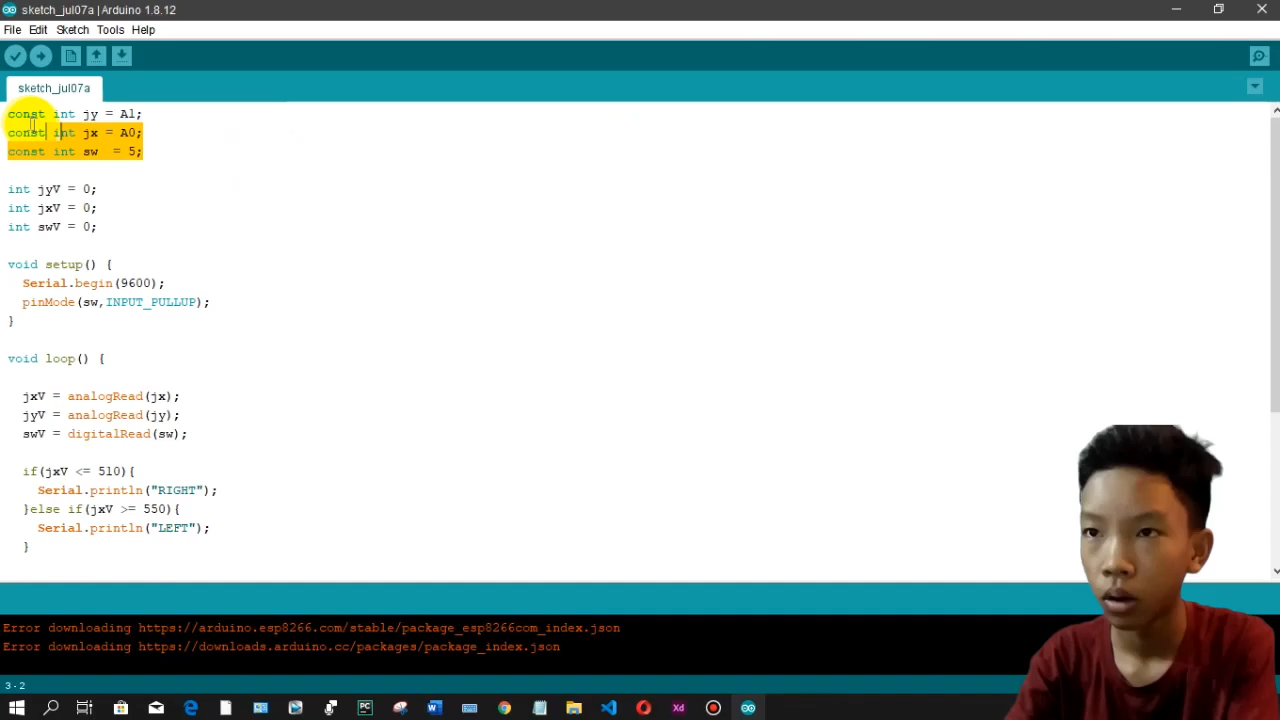 sketch_jul07a | Arduino 1.8.12
File Edit Sketch Tools Help
sketch_jul07a
const int jy = A1;
const int jx = A0;
const int sw  = 5;
int jyV = 0;
int jxV = 0;
int swV = 0;
void setup() {
Serial.begin(9600);
pinMode(sw,INPUT_PULLUP);
}
void loop() {
jxV = analogRead(jx);
jyV = analogRead(jy);
swV = digitalRead(sw);
if(jxV <= 510){
Serial.println("RIGHT");
}else if(jxV >= 550){
Serial.println("LEFT");
}
Error downloading https://arduino.esp8266.com/stable/package_esp8266com_index.json
Error downloading https://downloads.arduino.cc/packages/package_index.json
3 - 2
PC
W
Xd